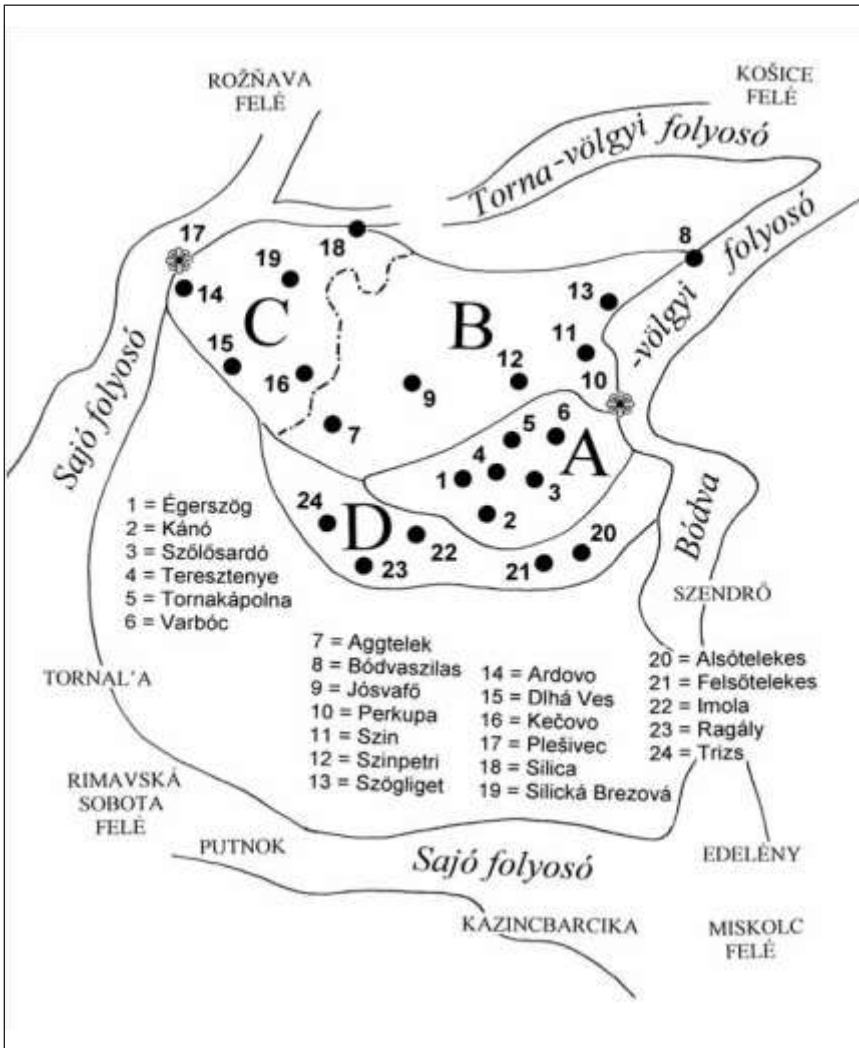 ROŽŇAVA
FELÉ
KOŠICE
FELÉ
Torna-völgyi folyosó
Bódva
-völgyi
folyosó
Sajó folyosó
17
18
19
14
15
16
C
B
8
13
11
10
12
9
7
A
5
6
4
1
3
2
D
24
22
23
21
20
1 = Égerszög
2 = Kánó
3 = Szőlősardó
4 = Teresztenye
5 = Tornakápolna
6 = Varbóc
SZENDRŐ
7 = Aggtelek
8 = Bódvaszilas
9 = Jósvafő
10 = Perkupa
11 = Szin
12 = Szinpetri
13 = Szögliget
14 = Ardovo
15 = Dlhá Ves
16 = Kečovo
17 = Plešivec
18 = Silica
19 = Silická Brezová
20 = Alsótelekes
21 = Felsőtelekes
22 = Imola
23 = Ragály
24 = Trizs
TORNAL'A
RIMAVSKÁ
SOBOTA
FELÉ
PUTNOK
Sajó folyosó
EDELÉNY
KAZINCBARCIKA
MISKOLC
FELÉ